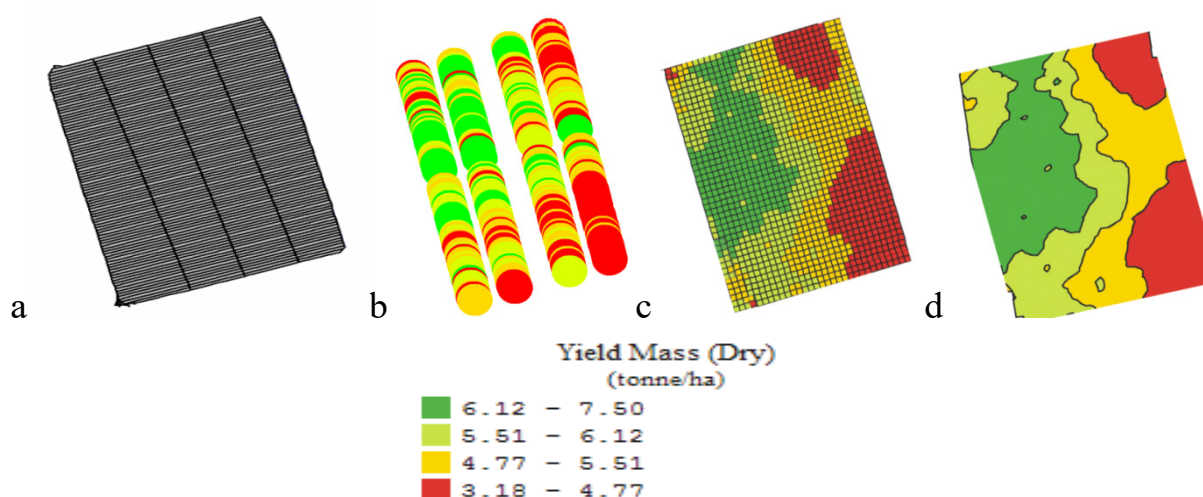 a b c d
Yield Mass (Dry)
(tonne/ha)
6.12 – 7.50
5.51 – 6.12
4.77 – 5.51
3.18 – 4.77